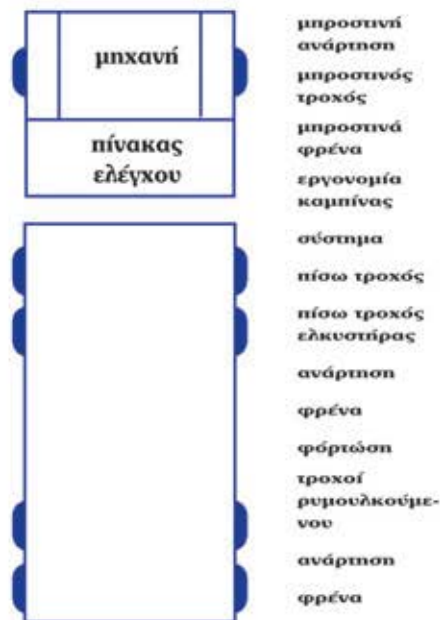 μηχανή
πίνακας
ελέγχου
μπροστινή
ανάρτηση
μπροστινός
τροχός
μπροστινά
φρένα
εργονομία
καμπίνας
σύστημα
πίσω τροχός
πίσω τροχός
ελκυστήρας
ανάρτηση
φρένα
φόρτώση
τροχοί
ρυμουλκούμε-
νου
ανάρτηση
φρένα